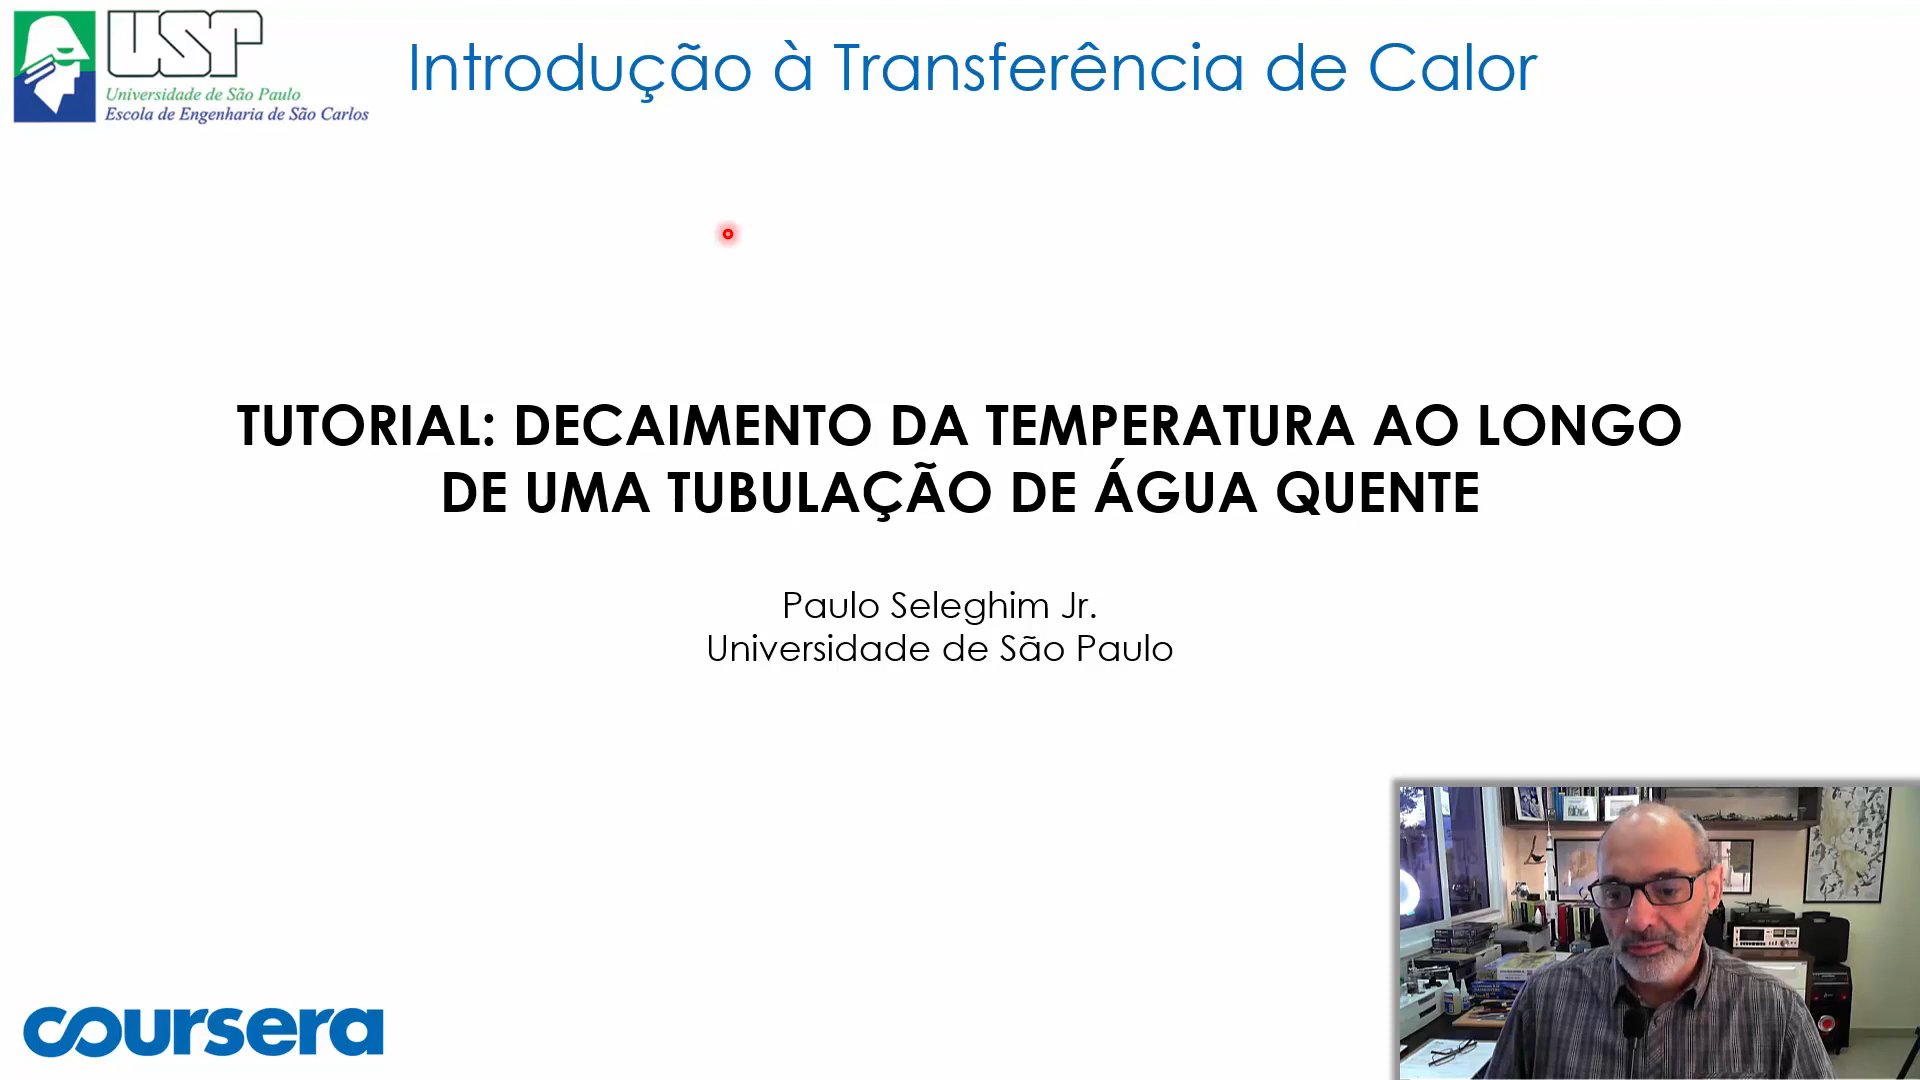 USP
Universidade de São Paulo
Escola de Engenharia de São Carlos
Introdução à Transferência de Calor
TUTORIAL: DECAIMENTO DA TEMPERATURA AO LONGO
DE UMA TUBULAÇÃO DE ÁGUA QUENTE
Paulo Seleghim Jr.
Universidade de São Paulo
coursera